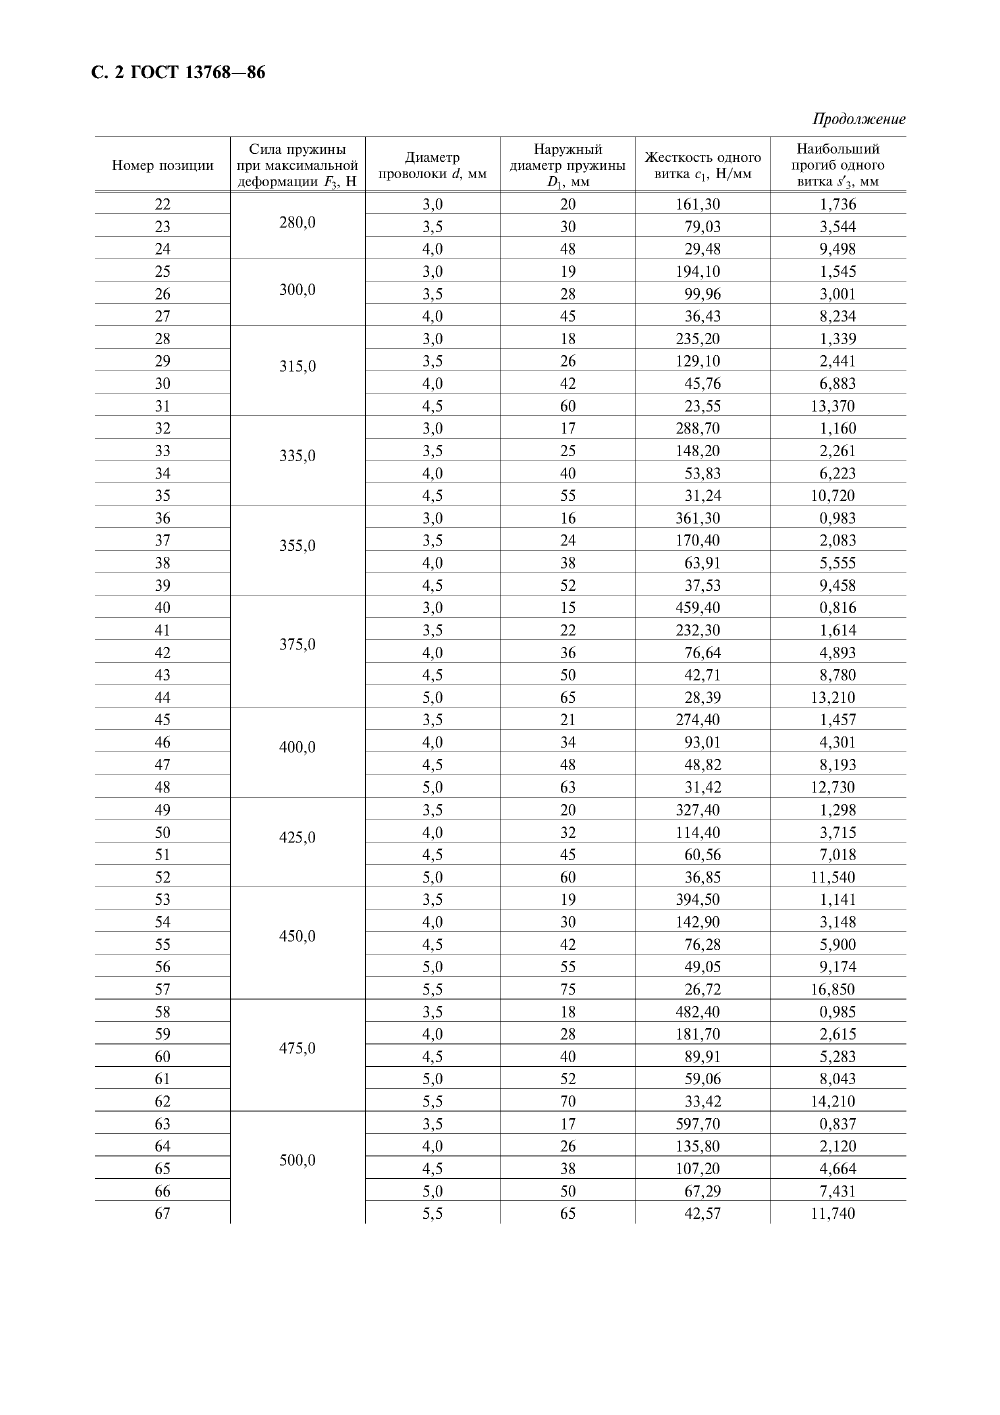 С. 2 ГОСТ 13768—86
Продолжение
Номер позиции | Сила пружины при максимальной деформации F3, Н | Диаметр проволоки d, мм | Наружный диаметр пружины D1, мм | Жесткость одного витка c1, Н/мм | Наибольший прогиб одного витка s′3, мм
22 | 280,0 | 3,0 | 20 | 161,30 | 1,736
23 | 3,5 | 30 | 79,03 | 3,544
24 | 4,0 | 48 | 29,48 | 9,498
25 | 300,0 | 3,0 | 19 | 194,10 | 1,545
26 | 3,5 | 28 | 99,96 | 3,001
27 | 4,0 | 45 | 36,43 | 8,234
28 | 315,0 | 3,0 | 18 | 235,20 | 1,339
29 | 3,5 | 26 | 129,10 | 2,441
30 | 4,0 | 42 | 45,76 | 6,883
31 | 4,5 | 60 | 23,55 | 13,370
32 | 335,0 | 3,0 | 17 | 288,70 | 1,160
33 | 3,5 | 25 | 148,20 | 2,261
34 | 4,0 | 40 | 53,83 | 6,223
35 | 4,5 | 55 | 31,24 | 10,720
36 | 355,0 | 3,0 | 16 | 361,30 | 0,983
37 | 3,5 | 24 | 170,40 | 2,083
38 | 4,0 | 38 | 63,91 | 5,555
39 | 4,5 | 52 | 37,53 | 9,458
40 | 375,0 | 3,0 | 15 | 459,40 | 0,816
41 | 3,5 | 22 | 232,30 | 1,614
42 | 4,0 | 36 | 76,64 | 4,893
43 | 4,5 | 50 | 42,71 | 8,780
44 | 5,0 | 65 | 28,39 | 13,210
45 | 400,0 | 3,5 | 21 | 274,40 | 1,457
46 | 4,0 | 34 | 93,01 | 4,301
47 | 4,5 | 48 | 48,82 | 8,193
48 | 5,0 | 63 | 31,42 | 12,730
49 | 425,0 | 3,5 | 20 | 327,40 | 1,298
50 | 4,0 | 32 | 114,40 | 3,715
51 | 4,5 | 45 | 60,56 | 7,018
52 | 5,0 | 60 | 36,85 | 11,540
53 | 450,0 | 3,5 | 19 | 394,50 | 1,141
54 | 4,0 | 30 | 142,90 | 3,148
55 | 4,5 | 42 | 76,28 | 5,900
56 | 5,0 | 55 | 49,05 | 9,174
57 | 5,5 | 75 | 26,72 | 16,850
58 | 475,0 | 3,5 | 18 | 482,40 | 0,985
59 | 4,0 | 28 | 181,70 | 2,615
60 | 4,5 | 40 | 89,91 | 5,283
61 | 5,0 | 52 | 59,06 | 8,043
62 | 5,5 | 70 | 33,42 | 14,210
63 | 500,0 | 3,5 | 17 | 597,70 | 0,837
64 | 4,0 | 26 | 135,80 | 2,120
65 | 4,5 | 38 | 107,20 | 4,664
66 | 5,0 | 50 | 67,29 | 7,431
67 | 5,5 | 65 | 42,57 | 11,740